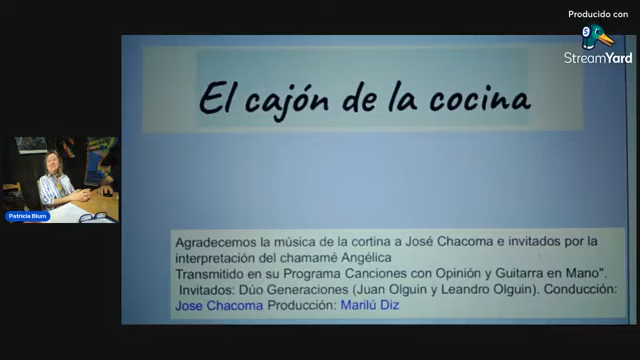 Producido con
StreamYard
El cajón de la cocina
Patricia Blum
Agradecemos la música de la cortina a José Chacoma e invitados por la
interpretación del chamamé Angélica
Transmitido en su Programa Canciones con Opinión y Guitarra en Mano".
Invitados: Dúo Generaciones (Juan Olguin y Leandro Olguin). Conducción:
Jose Chacoma Producción: Marilú Diz